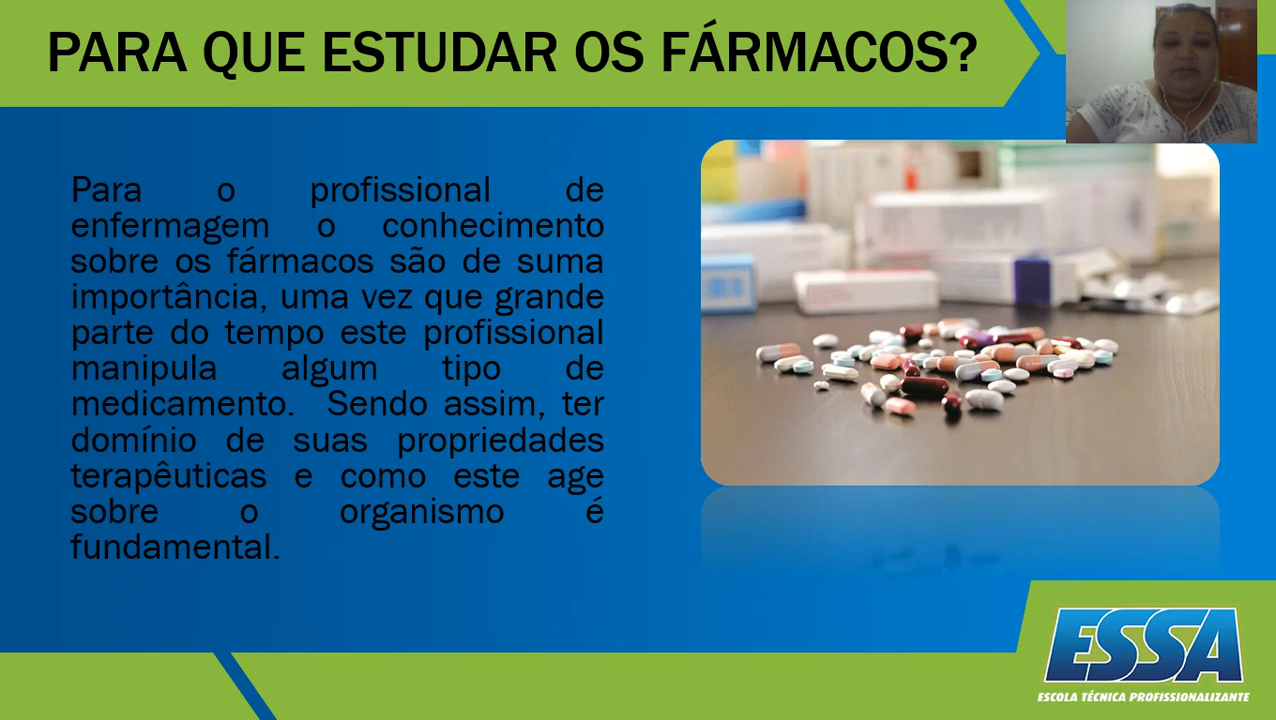 PARA QUE ESTUDAR OS FÁRMACOS?
Para o profissional de
enfermagem o conhecimento
sobre os fármacos são de suma
importância, uma vez que grande
parte do tempo este profissional
manipula algum tipo de
medicamento. Sendo assim, ter
domínio de suas propriedades
terapêuticas e como este age
sobre o organismo é
fundamental.
ESSA
ESCOLA TÉCNICA PROFISSIONALIZANTE